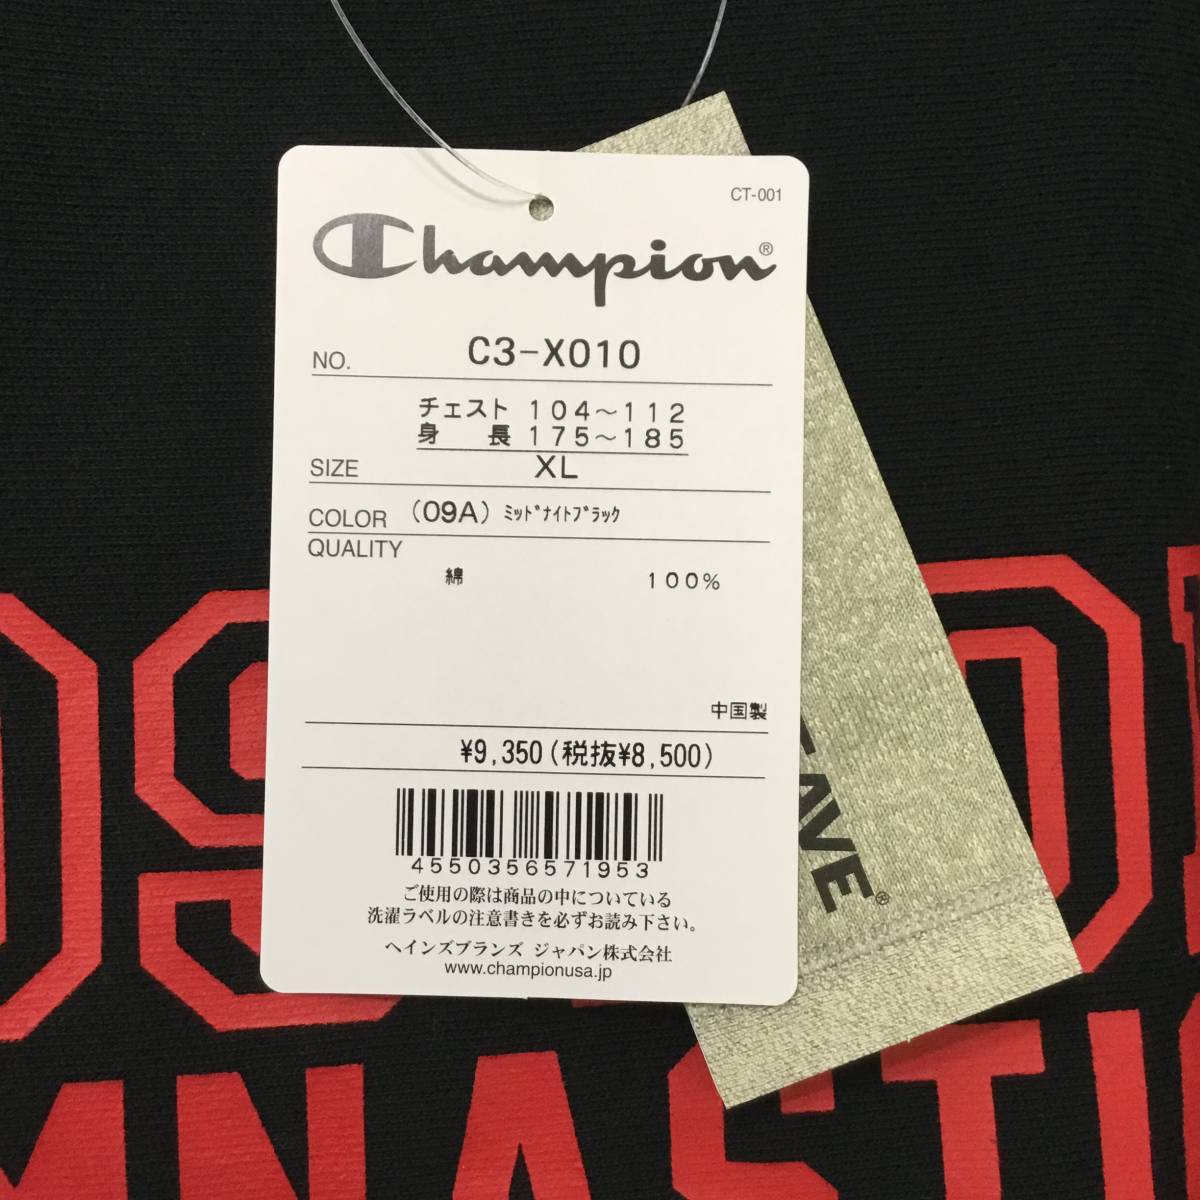 CT-001
Champion®
NO. C3-X010
チェスト 104～112
身長 175～185
SIZE XL
COLOR (09A) ﾐｯﾄﾞﾅｲﾄﾌﾞﾗｯｸ
QUALITY
綿 100%
中国製
¥9,350(税抜¥8,500)
4550356571953
ご使用の際は商品の中についている
洗濯ラベルの注意書きを必ずお読み下さい。
ヘインズブランズ ジャパン株式会社
www.championusa.jp